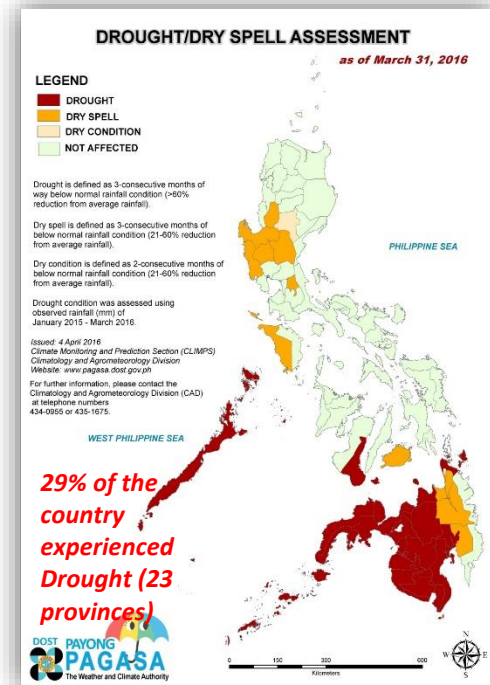 DROUGHT/DRY SPELL ASSESSMENT
as of March 31, 2016
LEGEND
DROUGHT
DRY SPELL
DRY CONDITION
NOT AFFECTED
Drought is defined as 3-consecutive months of
way below normal rainfall condition (>60%
reduction from average rainfall).
Dry spell is defined as 3-consecutive months of
below normal rainfall condition (21-60% reduction
from average rainfall).
Dry condition is defined as 2-consecutive months of
below normal rainfall condition (21-60% reduction
from average rainfall).
Drought condition was assessed using
observed rainfall (mm) of
January 2015 - March 2016.
Issued: 4 April 2016
Climate Monitoring and Prediction Section (CLIMPS)
Climatology and Agrometeorology Division
Website: www.pagasa.dost.gov.ph
For further information, please contact the
Climatology and Agrometeorology Division (CAD)
at telephone numbers
434-0955 or 435-1675.
PHILIPPINE SEA
WEST PHILIPPINE SEA
29% of the
country
experienced
Drought (23
provinces)
DOST PAYONG
PAGASA
The Weather and Climate Authority
0 150 300 600
Kilometers
N
W E
S